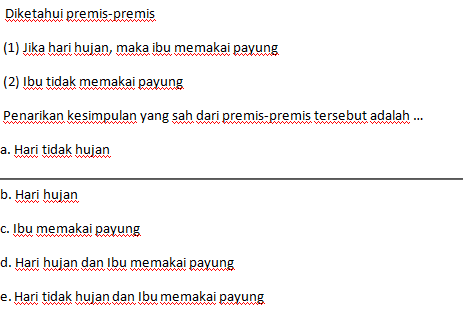 Diketahui premis-premis
(1) Jika hari hujan, maka ibu memakai payung
(2) Ibu tidak memakai payung
Penarikan kesimpulan yang sah dari premis-premis tersebut adalah ...
a. Hari tidak hujan
b. Hari hujan
c. Ibu memakai payung
d. Hari hujan dan Ibu memakai payung
e. Hari tidak hujan dan Ibu memakai payung